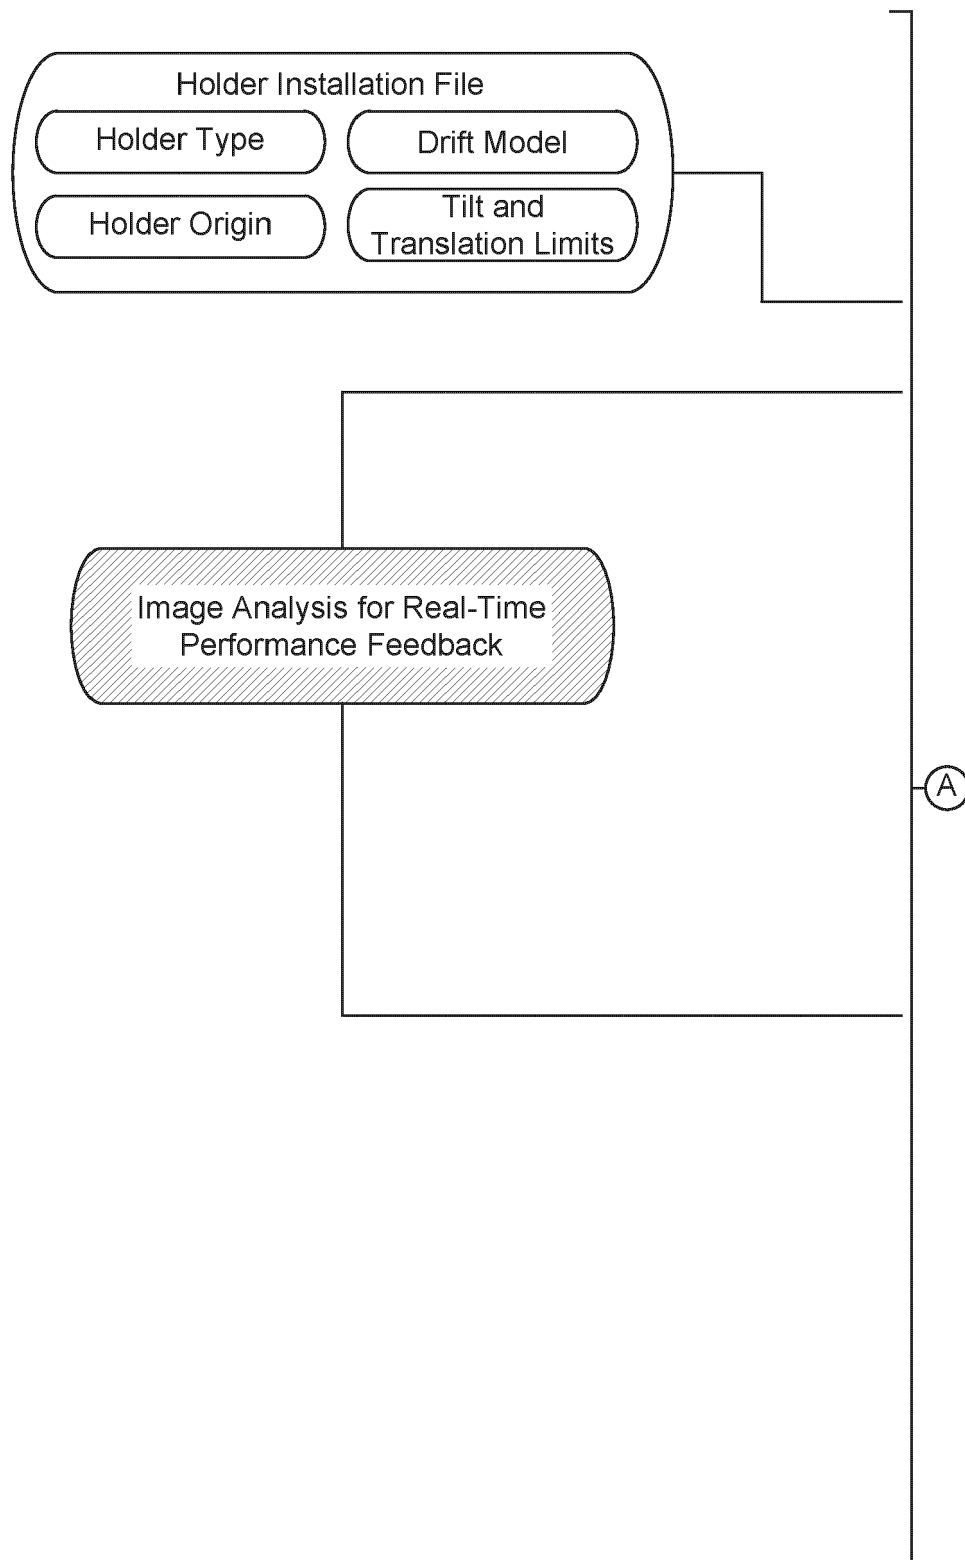 Holder Installation File
Holder Type
Drift Model
Holder Origin
Tilt and
Translation Limits
Image Analysis for Real-Time
Performance Feedback
A